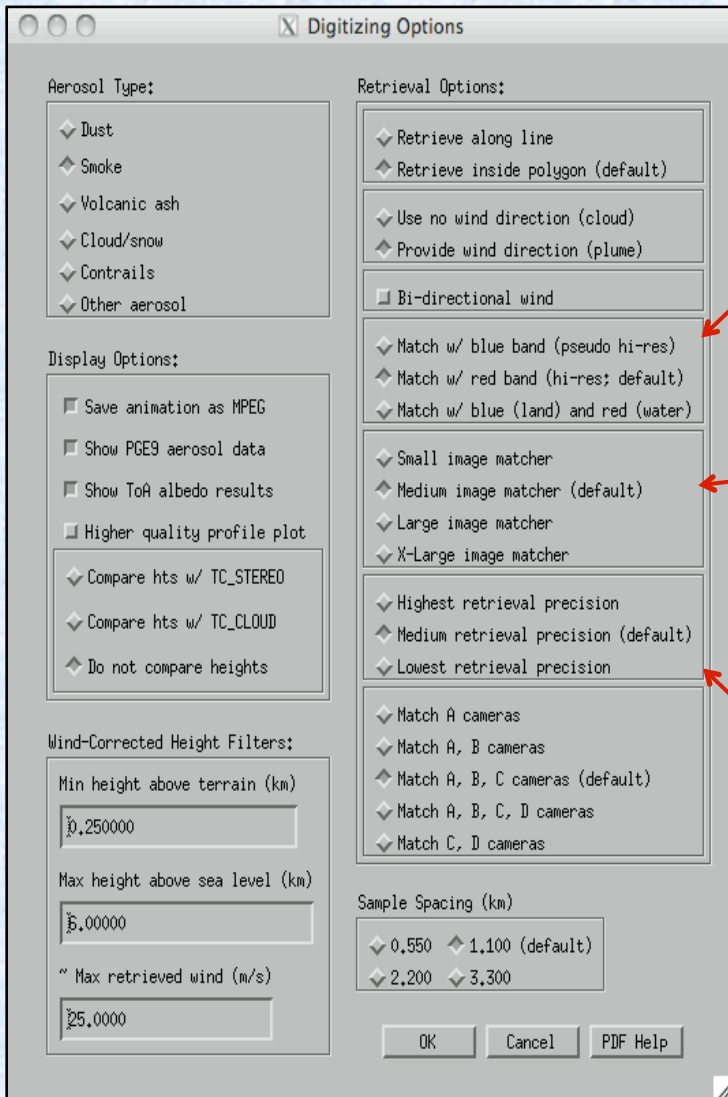 X Digitizing Options
Aerosol Type:
Dust
Smoke
Volcanic ash
Cloud/snow
Contrails
Other aerosol
Display Options:
Save animation as MPEG
Show PGE9 aerosol data
Show ToA albedo results
Higher quality profile plot
Compare hts w/ TC_STEREO
Compare hts w/ TC_CLOUD
Do not compare heights
Wind-Corrected Height Filters:
Min height above terrain (km)
0.250000
Max height above sea level (km)
6.00000
~ Max retrieved wind (m/s)
25.0000
Retrieval Options:
Retrieve along line
Retrieve inside polygon (default)
Use no wind direction (cloud)
Provide wind direction (plume)
Bi-directional wind
Match w/ blue band (pseudo hi-res)
Match w/ red band (hi-res; default)
Match w/ blue (land) and red (water)
Small image matcher
Medium image matcher (default)
Large image matcher
X-Large image matcher
Highest retrieval precision
Medium retrieval precision (default)
Lowest retrieval precision
Match A cameras
Match A, B cameras
Match A, B, C cameras (default)
Match A, B, C, D cameras
Match C, D cameras
Sample Spacing (km)
0.550 1.100 (default)
2.200 3.300
OK Cancel PDF Help